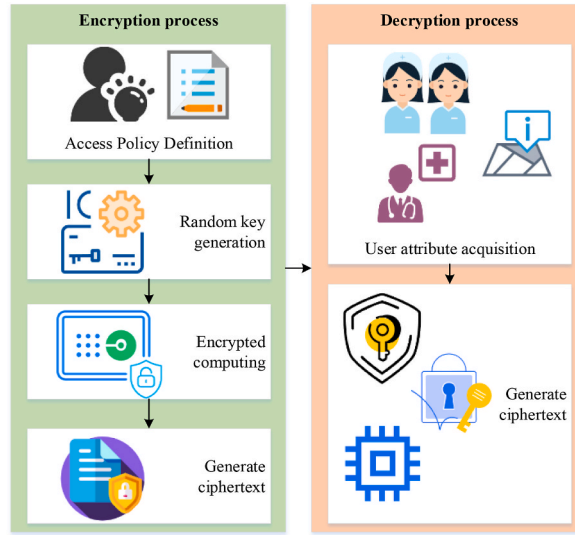 Encryption process
Access Policy Definition
Random key
generation
Encrypted
computing
Generate
ciphertext
Decryption process
User attribute acquisition
Generate
ciphertext